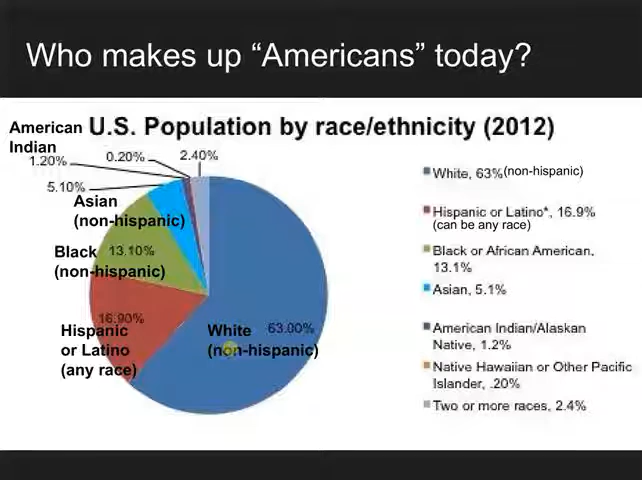 Who makes up “Americans” today?
U.S. Population by race/ethnicity (2012)
American
Indian
1.20%
0.20%
2.40%
5.10%
Asian
(non-hispanic)
Black
13.10%
(non-hispanic)
16.90%
Hispanic
or Latino
(any race)
White
63.00%
(non-hispanic)
White, 63%(non-hispanic)
Hispanic or Latino*, 16.9%
(can be any race)
Black or African American,
13.1%
Asian, 5.1%
American Indian/Alaskan
Native, 1.2%
Native Hawaiian or Other Pacific
Islander, .20%
Two or more races, 2.4%